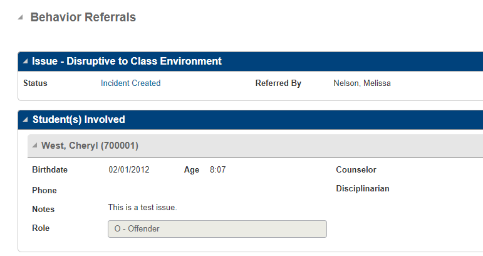 Behavior Referrals
Issue - Disruptive to Class Environment
Status Incident Created Referred By Nelson, Melissa
Student(s) Involved
West, Cheryl (700001)
Birthdate 02/01/2012 Age 8:07 Counselor
Phone Disciplinarian
Notes This is a test issue.
Role O - Offender